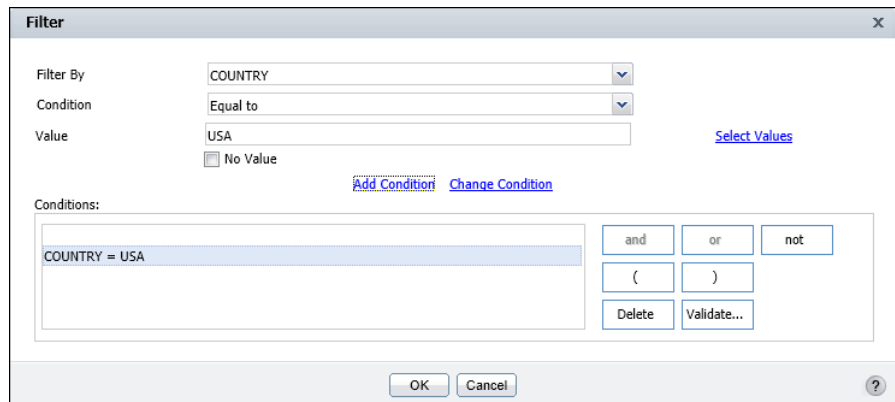 Filter
x
Filter By
COUNTRY
Condition
Equal to
Value
USA
Select Values
No Value
Add Condition Change Condition
Conditions:
and or not
COUNTRY = USA
( )
Delete Validate...
OK Cancel
?